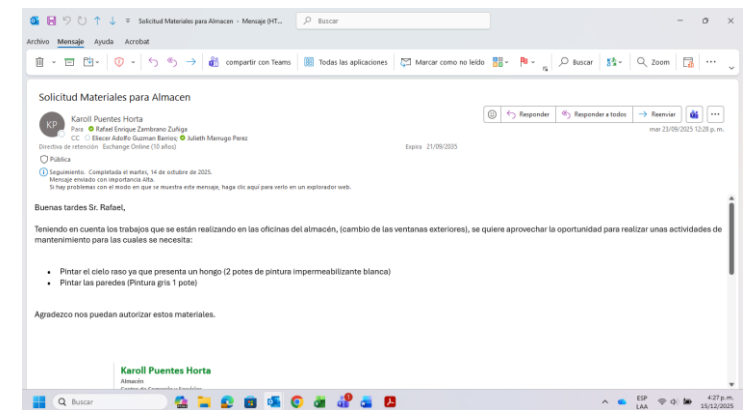 Solicitud Materiales para Almacen - Mensaje (HT...
Buscar
Archivo Mensaje Ayuda Acrobat
compartir con Teams Todas las aplicaciones Marcar como no leído Buscar Zoom
Solicitud Materiales para Almacen
KP
Karoll Puentes Horta
Para Rafael Enrique Zambrano Zuñiga
CC Eliecer Adolfo Guzman Barrios; Julieth Marrugo Perez
Responder Responder a todos Reenviar
mar 23/09/2025 12:28 p. m.
Directiva de retención Exchange Online (10 años) Expira 21/09/2035
Pública
Seguimiento. Completada el martes, 14 de octubre de 2025.
Mensaje enviado con importancia Alta.
Si hay problemas con el modo en que se muestra este mensaje, haga clic aquí para verlo en un explorador web.
Buenas tardes Sr. Rafael,
Teniendo en cuenta los trabajos que se están realizando en las oficinas del almacén, (cambio de las ventanas exteriores), se quiere aprovechar la oportunidad para realizar unas actividades de
mantenimiento para las cuales se necesita:
• Pintar el cielo raso ya que presenta un hongo (2 potes de pintura impermeabilizante blanca)
• Pintar las paredes (Pintura gris 1 pote)
Agradezco nos puedan autorizar estos materiales.
Karoll Puentes Horta
Almacén
Buscar
ESP
LAA
4:27 p. m.
15/12/2025